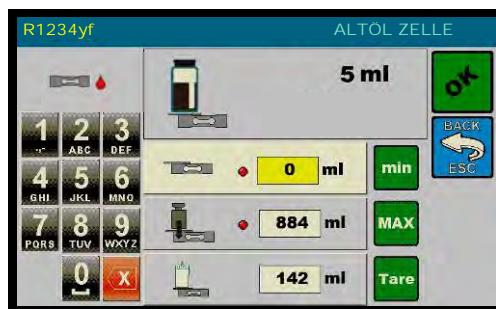 R1234yf ALTÖL ZELLE
5 ml
OK
BACK
ESC
1 2 3
ABC DEF
4 5 6
GHI JKL MNO
7 8 9
PQRS TUV WXYZ
0 X
0 ml min
884 ml MAX
142 ml Tare